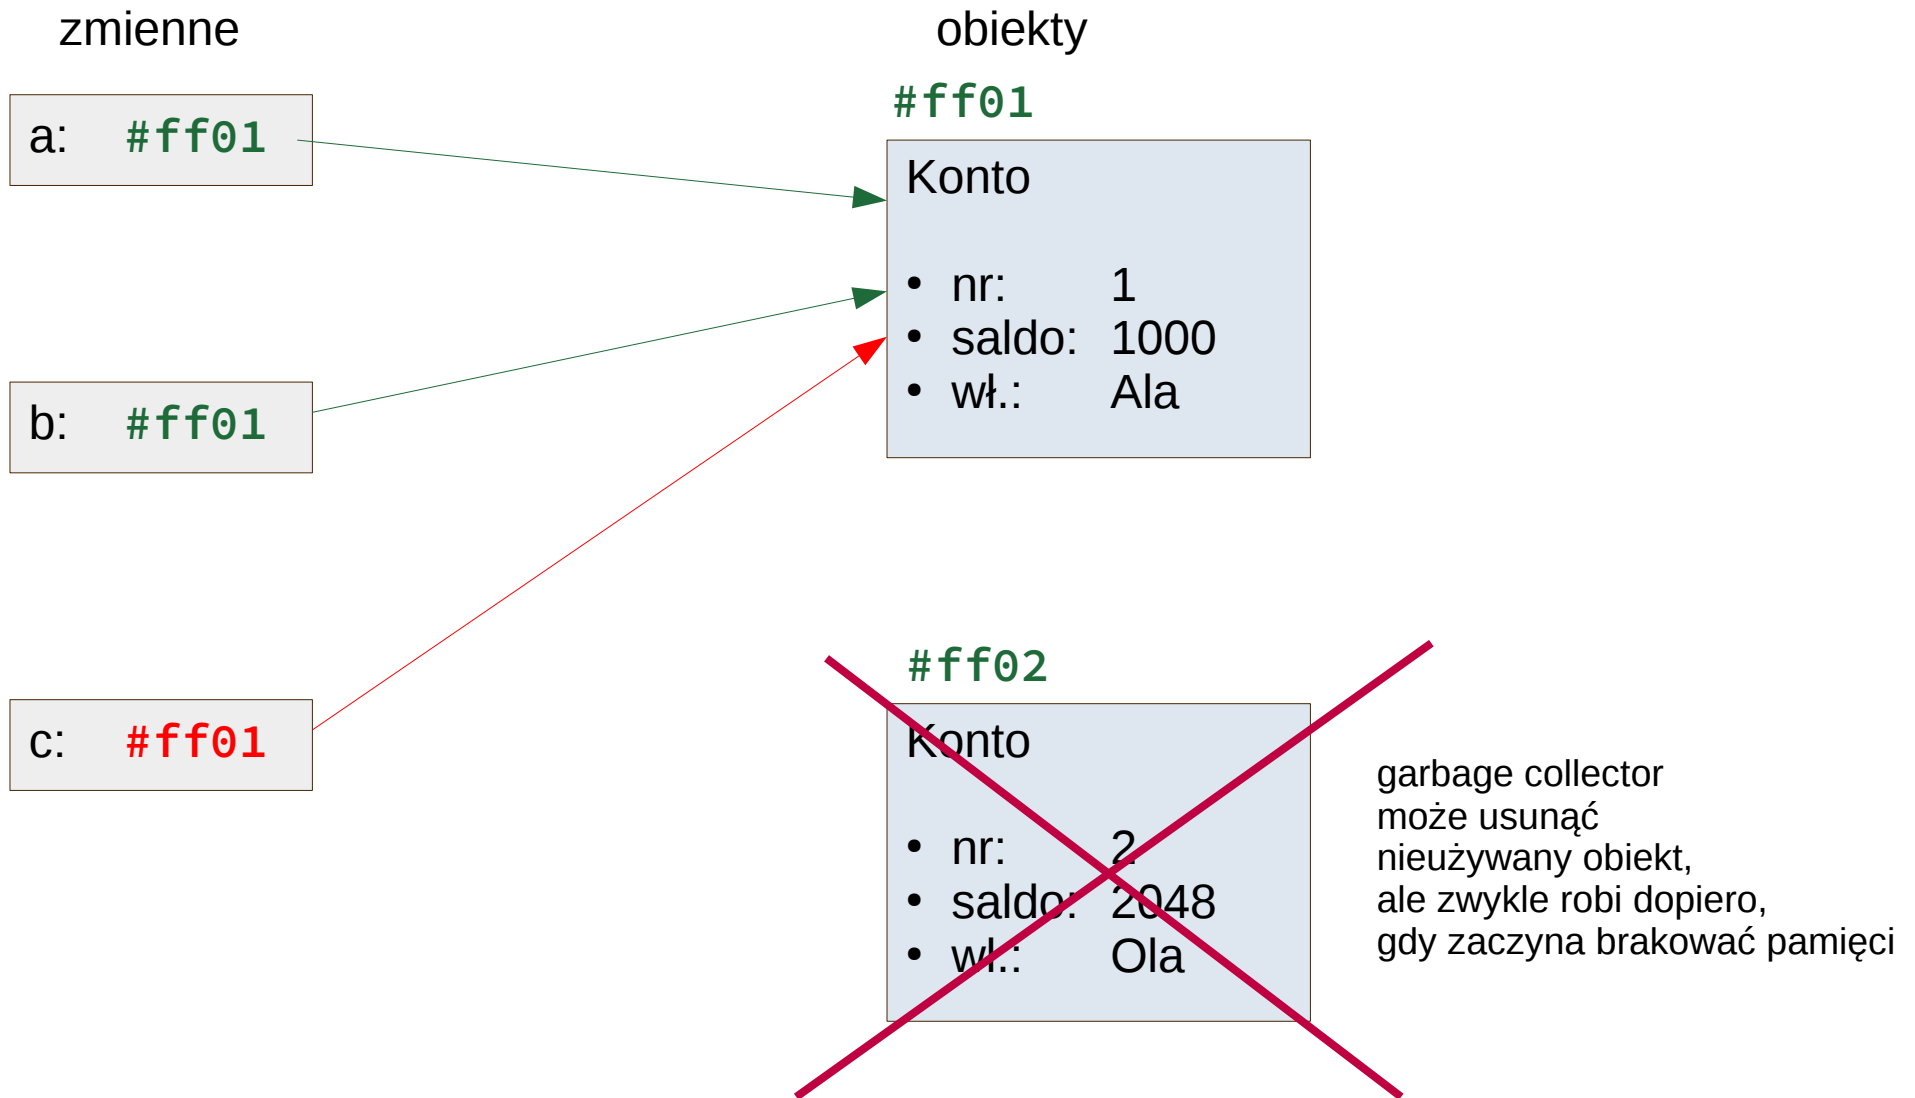 zmienne
obiekty
a: #ff01
#ff01
Konto
• nr: 1
• saldo: 1000
• wł.: Ala
b: #ff01
c: #ff01
#ff02
Konto
• nr: 2
• saldo: 2048
• wł.: Ola
garbage collector
może usunąć
nieużywany obiekt,
ale zwykle robi dopiero,
gdy zaczyna brakować pamięci